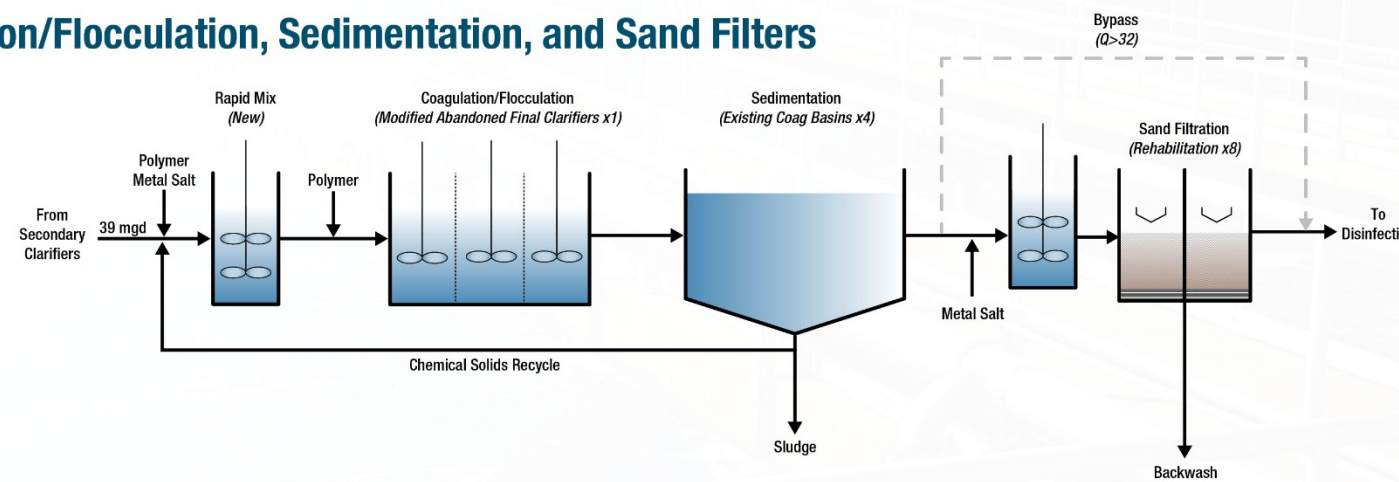 on/Flocculation, Sedimentation, and Sand Filters
Bypass
(Q>32)
Rapid Mix
(New)
Coagulation/Flocculation
(Modified Abandoned Final Clarifiers x1)
Sedimentation
(Existing Coag Basins x4)
Sand Filtration
(Rehabilitation x8)
Polymer
Metal Salt
Polymer
From
Secondary
Clarifiers
39 mgd
To
Disinfecti
Metal Salt
Chemical Solids Recycle
Sludge
Backwash